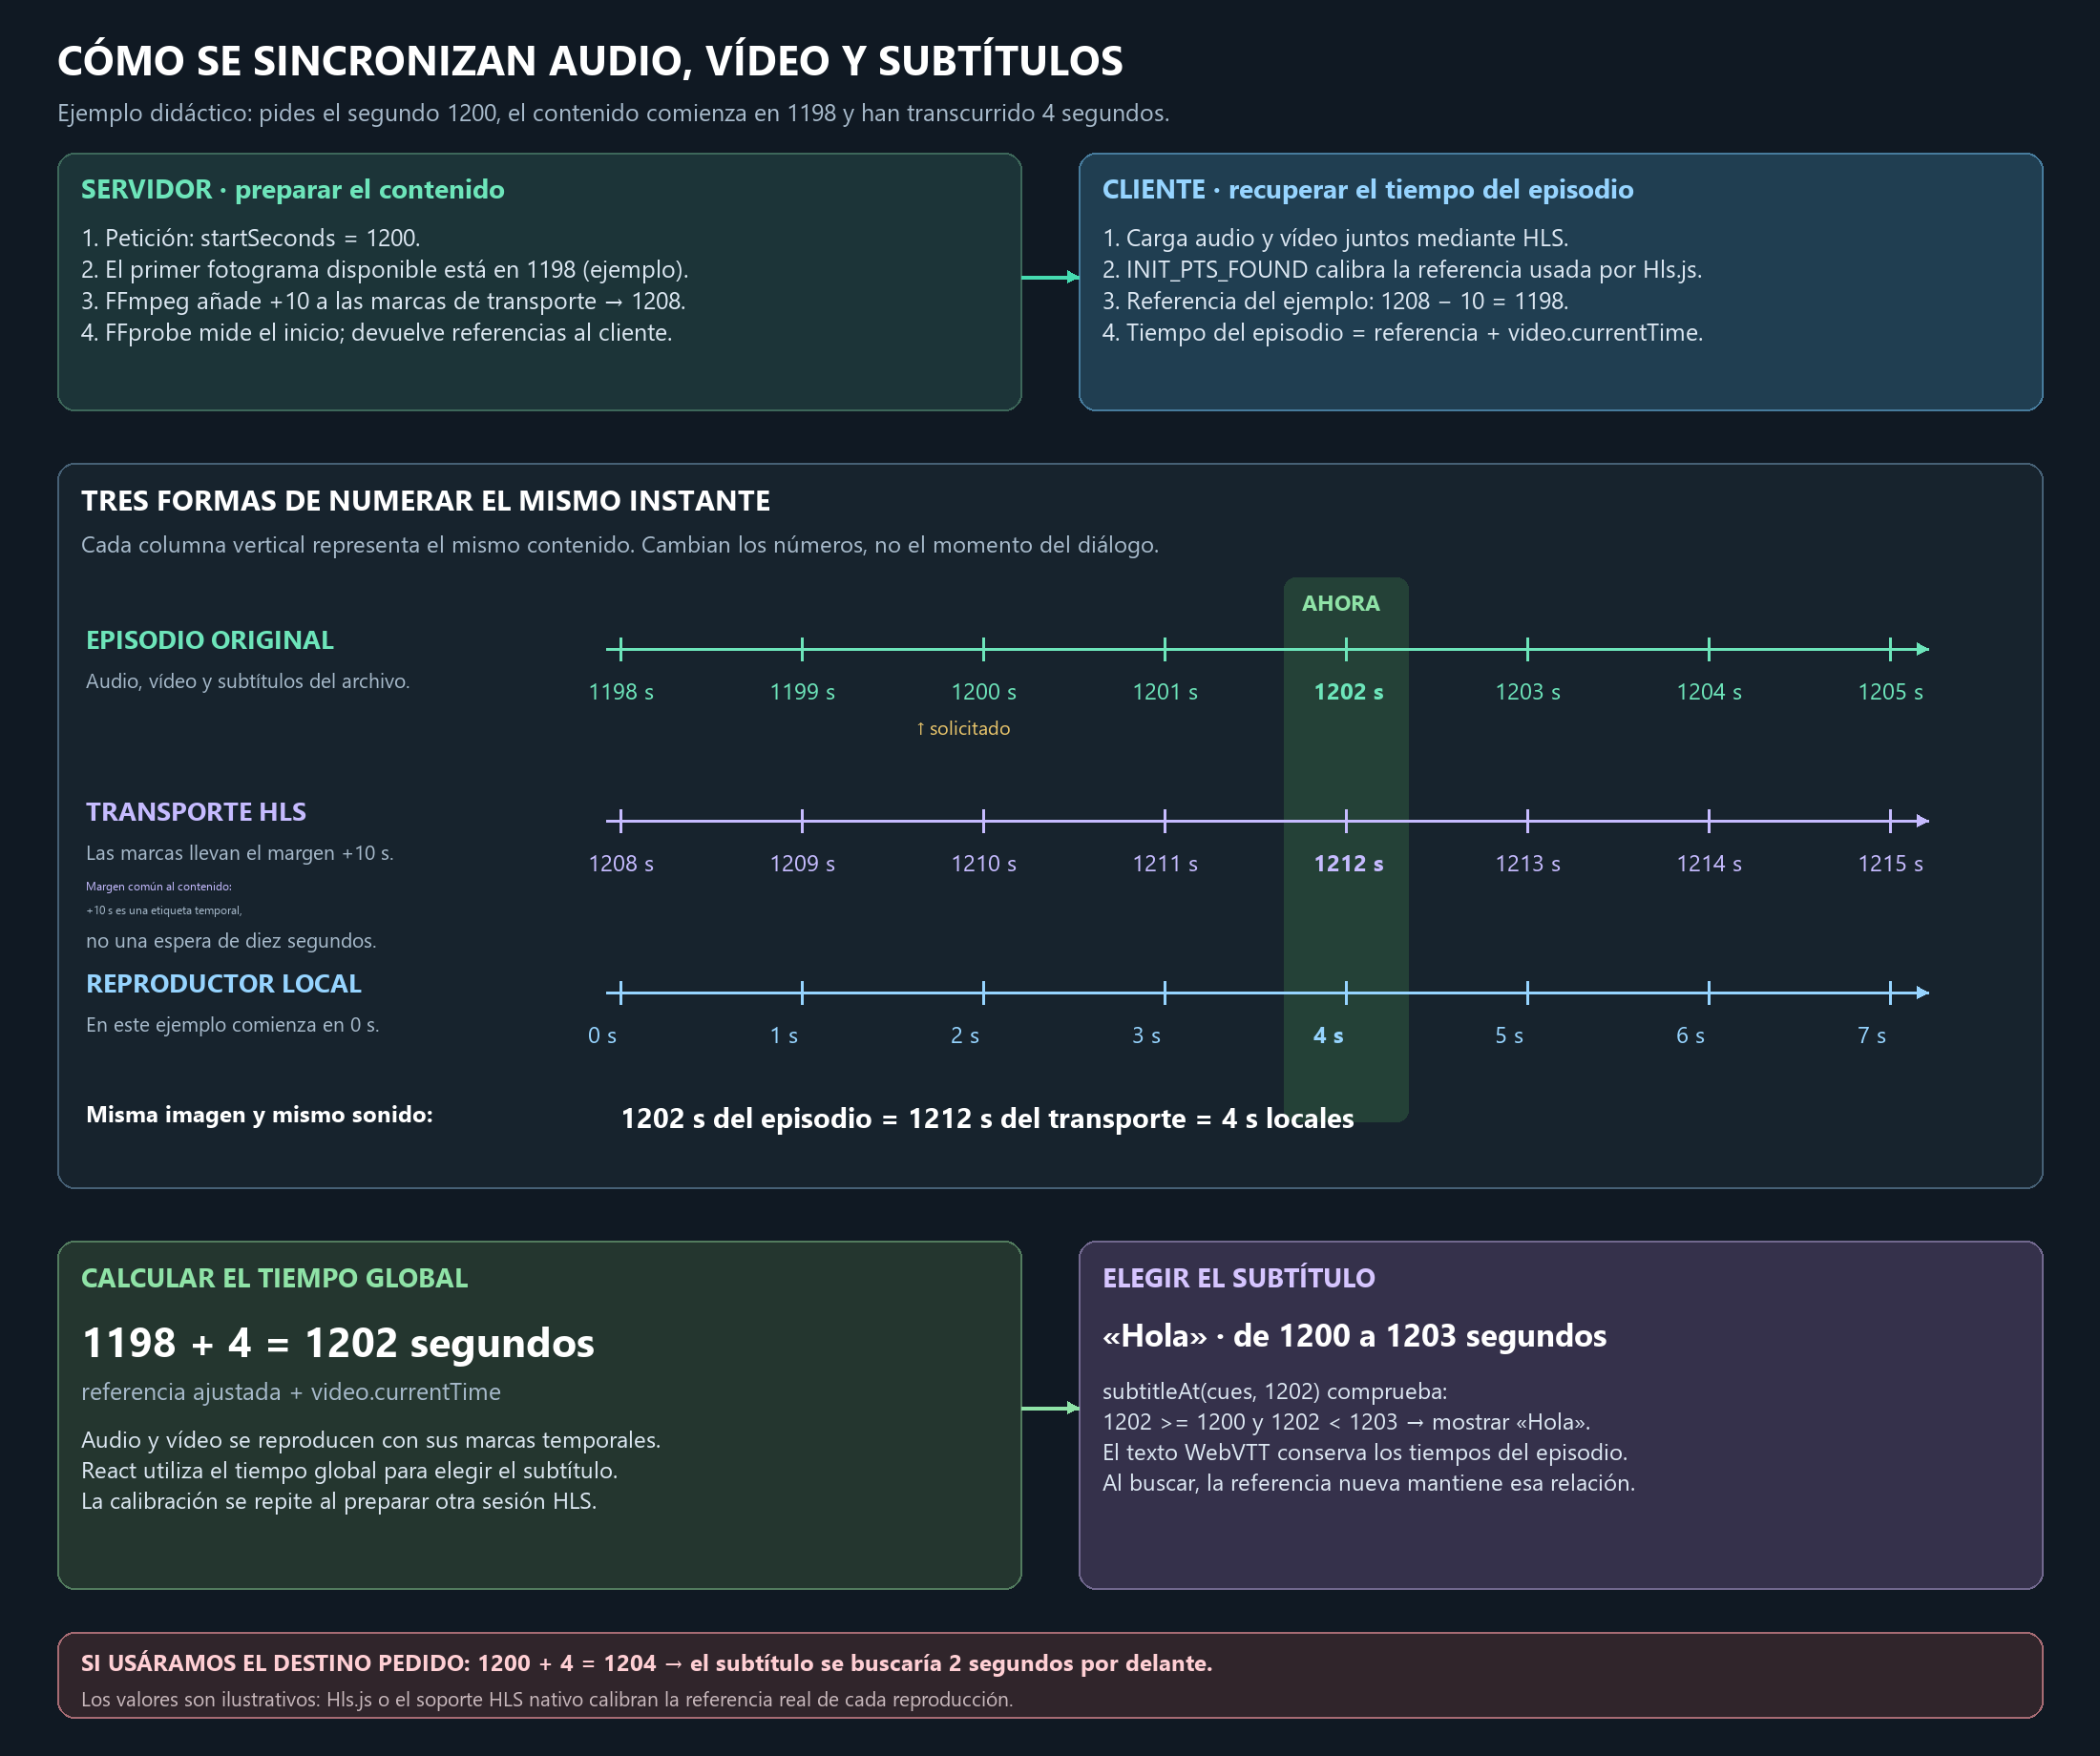 CÓMO SE SINCRONIZAN AUDIO, VÍDEO Y SUBTÍTULOS
Ejemplo didáctico: pides el segundo 1200, el contenido comienza en 1198 y han transcurrido 4 segundos.
SERVIDOR · preparar el contenido
1. Petición: startSeconds = 1200.
2. El primer fotograma disponible está en 1198 (ejemplo).
3. FFmpeg añade +10 a las marcas de transporte → 1208.
4. FFprobe mide el inicio; devuelve referencias al cliente.
CLIENTE · recuperar el tiempo del episodio
1. Carga audio y vídeo juntos mediante HLS.
2. INIT_PTS_FOUND calibra la referencia usada por Hls.js.
3. Referencia del ejemplo: 1208 − 10 = 1198.
4. Tiempo del episodio = referencia + video.currentTime.
TRES FORMAS DE NUMERAR EL MISMO INSTANTE
Cada columna vertical representa el mismo contenido. Cambian los números, no el momento del diálogo.
AHORA
EPISODIO ORIGINAL
Audio, vídeo y subtítulos del archivo.
1198 s 1199 s 1200 s 1201 s 1202 s 1203 s 1204 s 1205 s
↑ solicitado
TRANSPORTE HLS
Las marcas llevan el margen +10 s.
1208 s 1209 s 1210 s 1211 s 1212 s 1213 s 1214 s 1215 s
Margen común al contenido:
+10 s es una etiqueta temporal,
no una espera de diez segundos.
REPRODUCTOR LOCAL
En este ejemplo comienza en 0 s.
0 s 1 s 2 s 3 s 4 s 5 s 6 s 7 s
Misma imagen y mismo sonido:
1202 s del episodio = 1212 s del transporte = 4 s locales
CALCULAR EL TIEMPO GLOBAL
1198 + 4 = 1202 segundos
referencia ajustada + video.currentTime
Audio y vídeo se reproducen con sus marcas temporales.
React utiliza el tiempo global para elegir el subtítulo.
La calibración se repite al preparar otra sesión HLS.
ELEGIR EL SUBTÍTULO
«Hola» · de 1200 a 1203 segundos
subtitleAt(cues, 1202) comprueba:
1202 >= 1200 y 1202 < 1203 → mostrar «Hola».
El texto WebVTT conserva los tiempos del episodio.
Al buscar, la referencia nueva mantiene esa relación.
SI USÁRAMOS EL DESTINO PEDIDO: 1200 + 4 = 1204 → el subtítulo se buscaría 2 segundos por delante.
Los valores son ilustrativos: Hls.js o el soporte HLS nativo calibran la referencia real de cada reproducción.